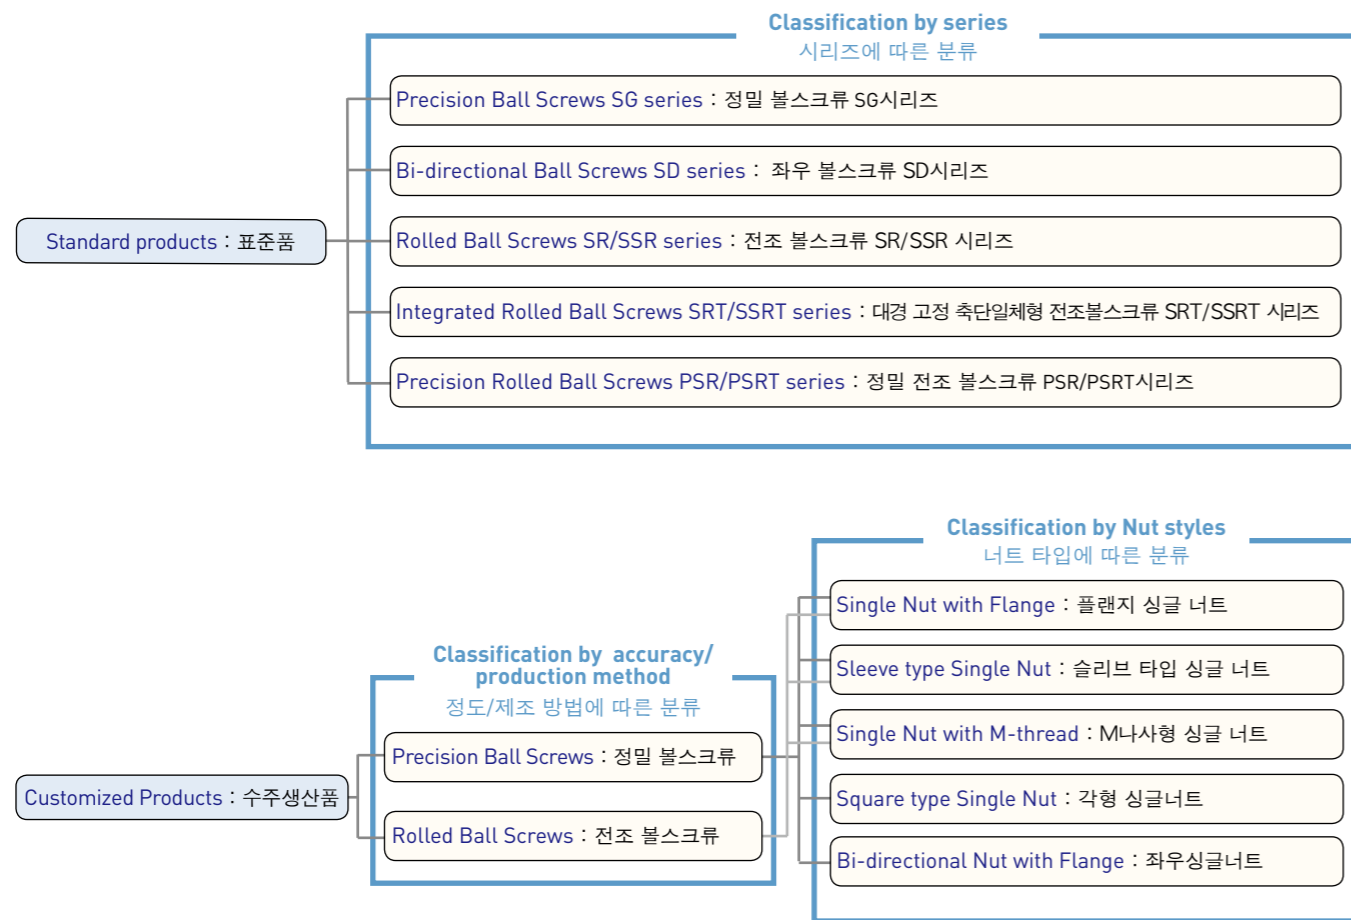 Classification by series
시리즈에 따른 분류
Precision Ball Screws SG series : 정밀 볼스크류 SG시리즈
Bi-directional Ball Screws SD series : 좌우 볼스크류 SD시리즈
Standard products : 표준품
Rolled Ball Screws SR/SSR series : 전조 볼스크류 SR/SSR 시리즈
Integrated Rolled Ball Screws SRT/SSRT series : 대경 고정 축단일체형 전조볼스크류 SRT/SSRT 시리즈
Precision Rolled Ball Screws PSR/PSRT series : 정밀 전조 볼스크류 PSR/PSRT시리즈
Classification by Nut styles
너트 타입에 따른 분류
Single Nut with Flange : 플랜지 싱글 너트
Sleeve type Single Nut : 슬리브 타입 싱글 너트
Single Nut with M-thread : M나사형 싱글 너트
Square type Single Nut : 각형 싱글너트
Bi-directional Nut with Flange : 좌우싱글너트
Classification by accuracy/
production method
정도/제조 방법에 따른 분류
Precision Ball Screws : 정밀 볼스크류
Customized Products : 수주생산품
Rolled Ball Screws : 전조 볼스크류